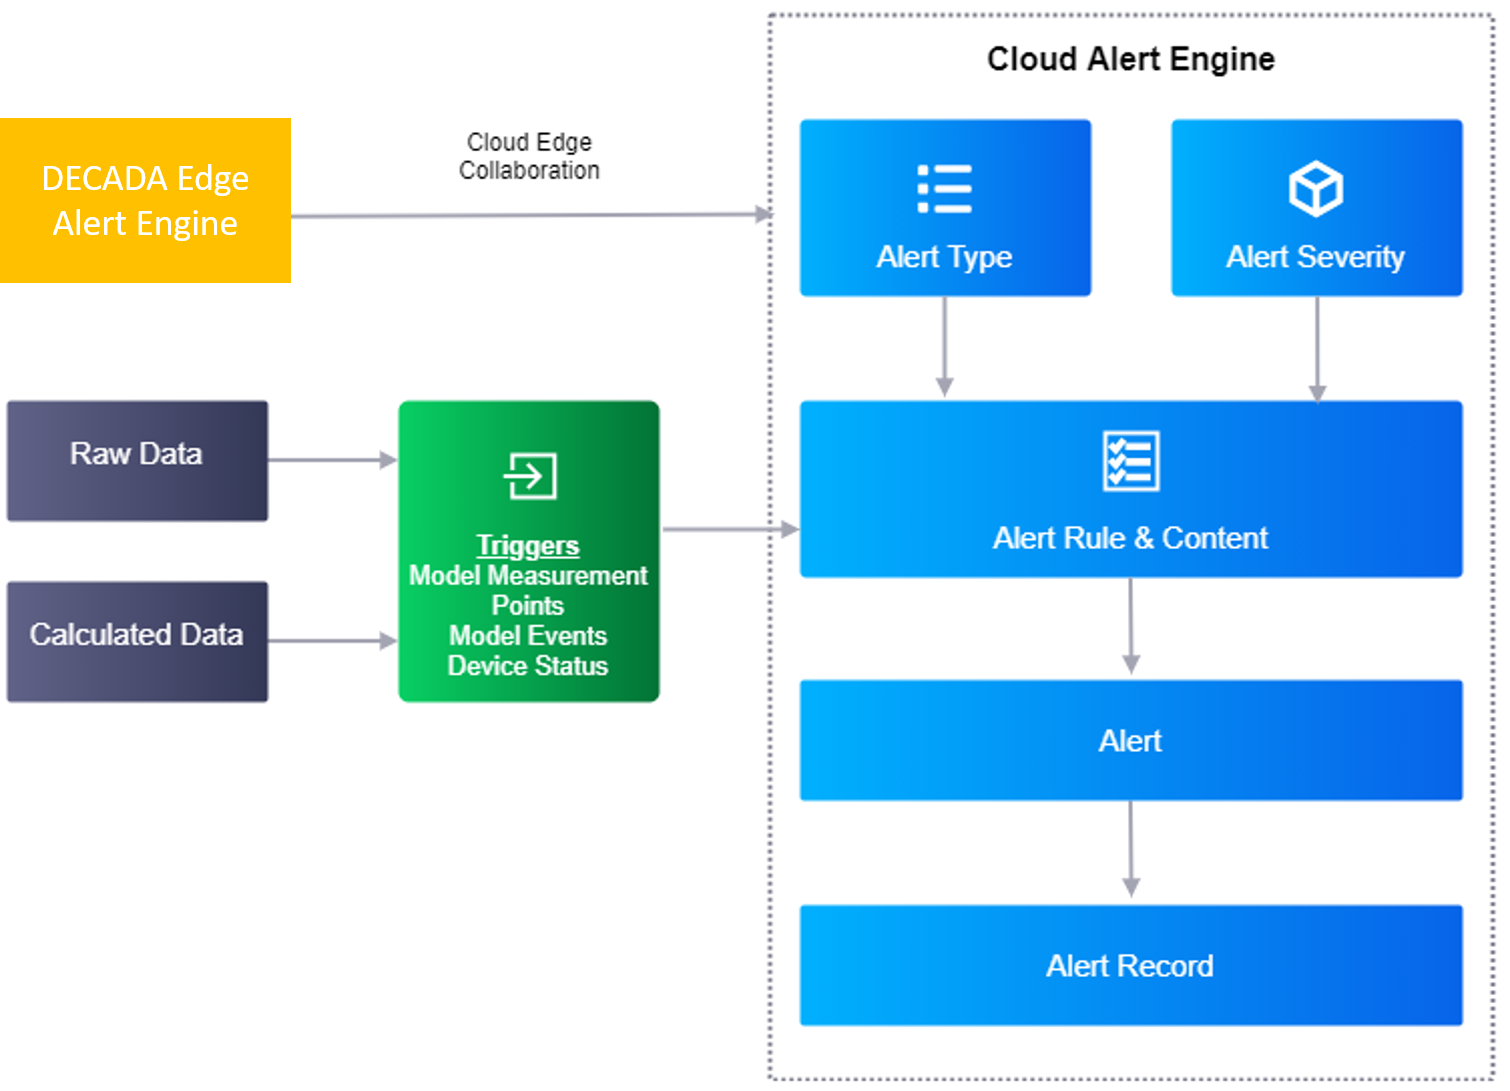 Cloud Alert Engine
DECADA Edge
Alert Engine
Cloud Edge
Collaboration
Alert Type
Alert Severity
Raw Data
Calculated Data
Triggers
Model Measurement
Points
Model Events
Device Status
Alert Rule & Content
Alert
Alert Record